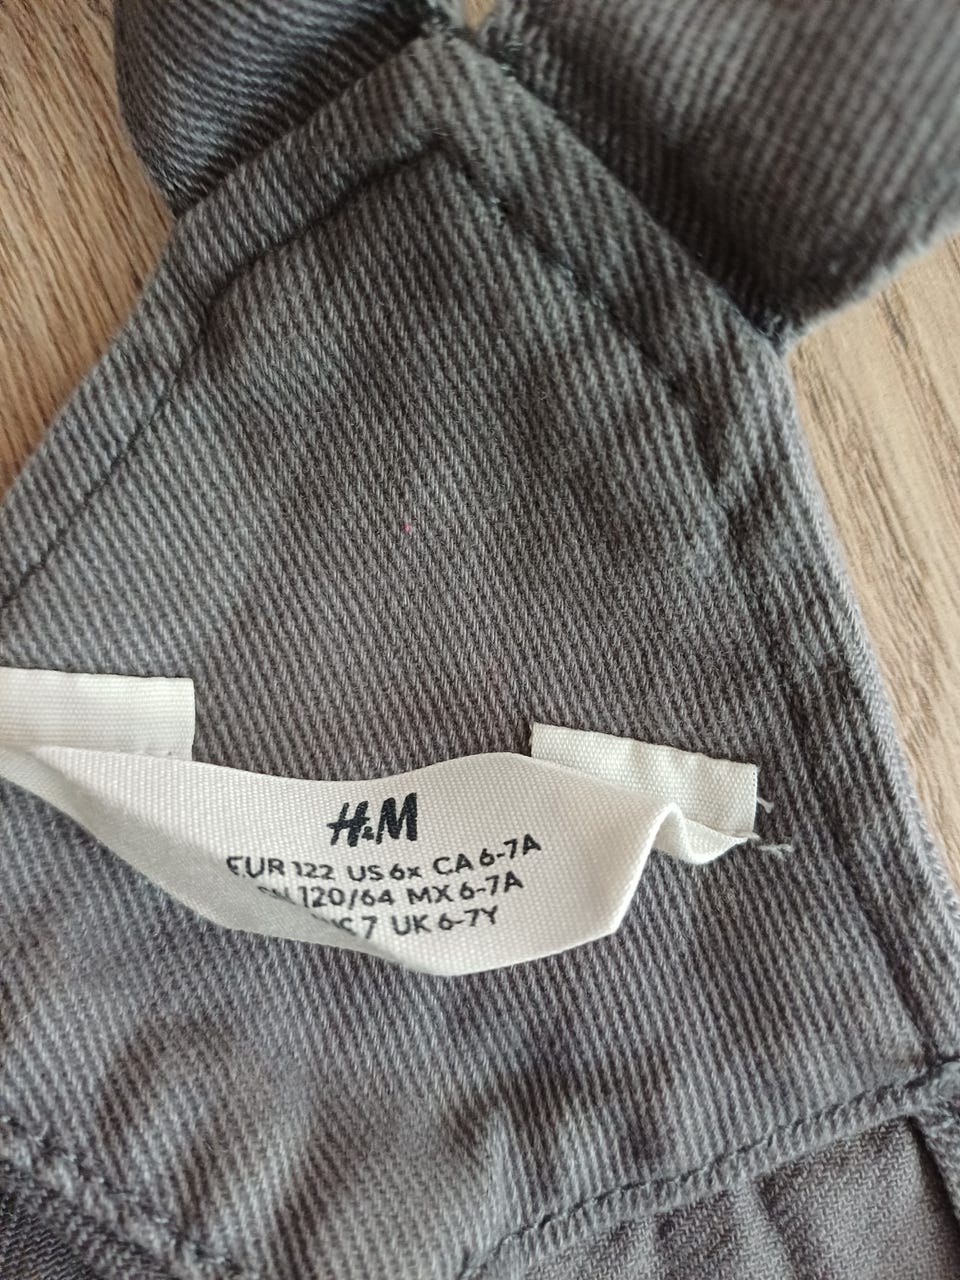 H&M
EUR 122 US 6x CA 6-7A
120/64 MX 6-7A
7 UK 6-7Y